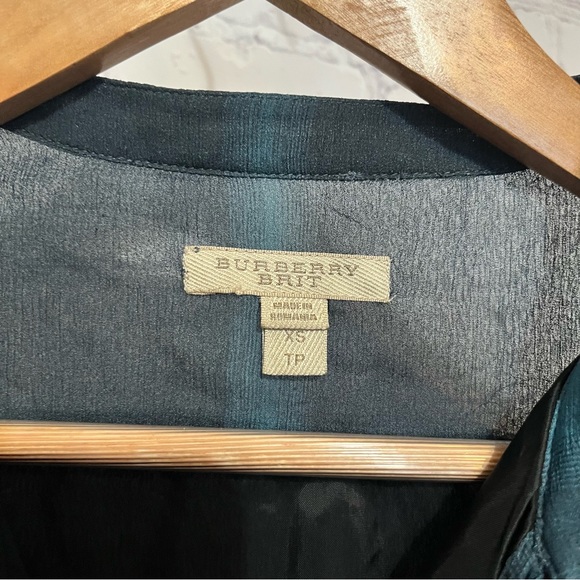 BURBERRY
BRIT
MADE IN
ROMANIA
XS
TP